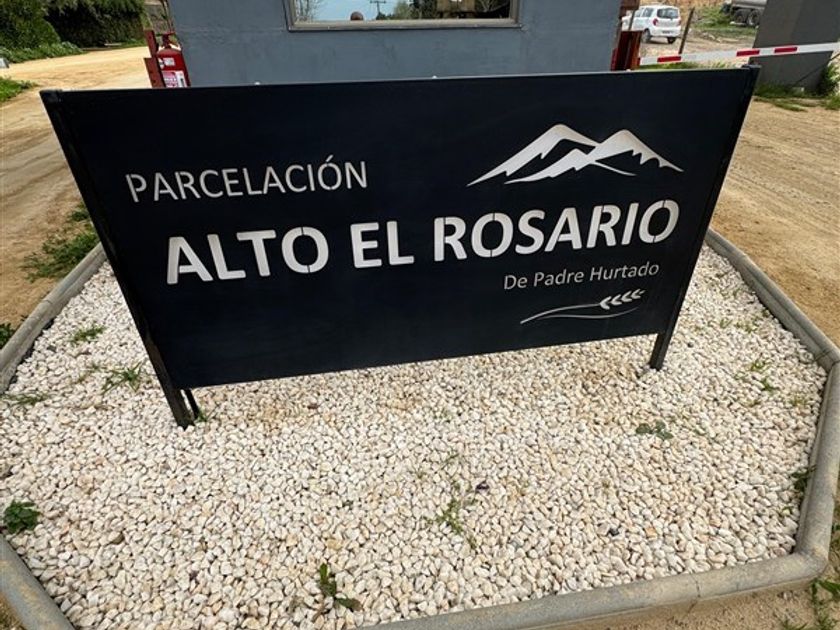 PARCELACIÓN
ALTO EL ROSARIO
De Padre Hurtado